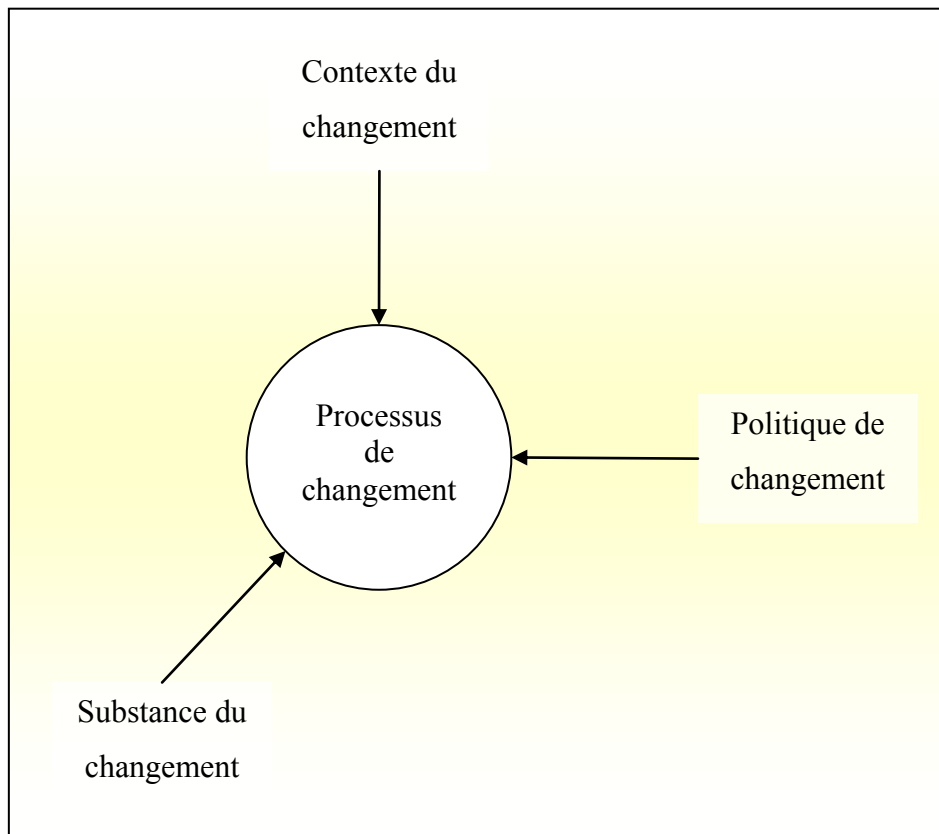 Contexte du
changement
Processus
de
changement
Politique de
changement
Substance du
changement